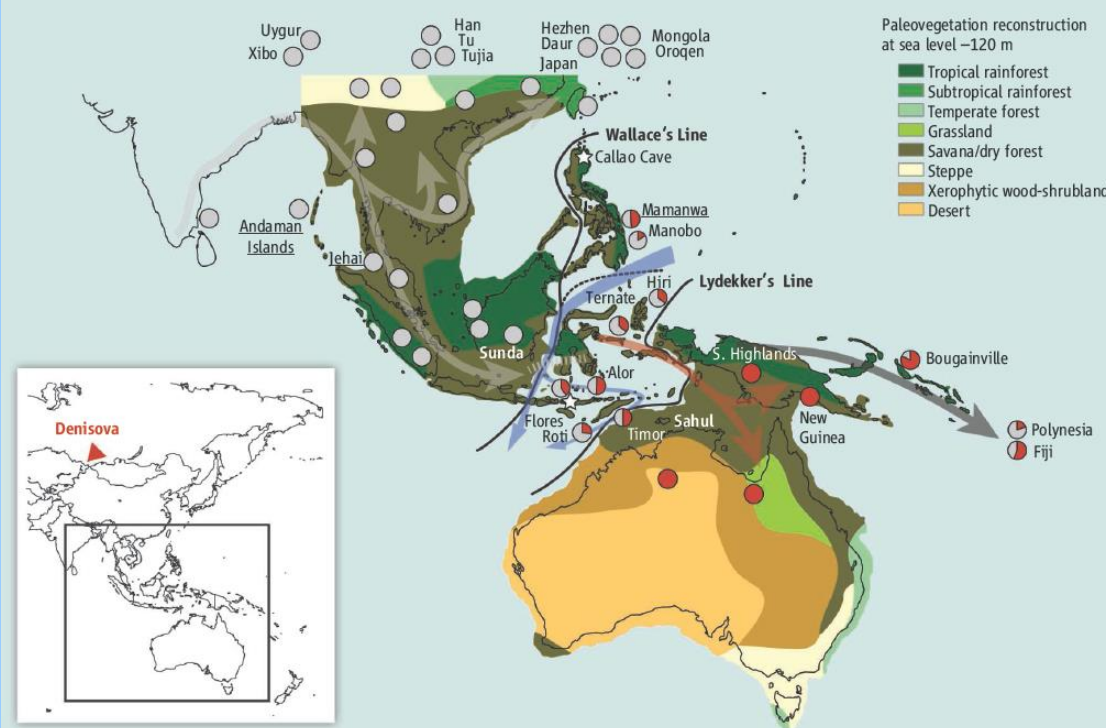 Uygur
Xibo
Han
Tu
Tujia
Hezhen
Daur
Japan
Mongola
Oroqen
Paleovegetation reconstruction
at sea level –120 m
Tropical rainforest
Subtropical rainforest
Temperate forest
Grassland
Savana/dry forest
Steppe
Xerophytic wood-shrubland
Desert
Wallace's Line
Callao Cave
Andaman
Islands
Jehai
Mamanwa
Manobo
Hiri
Lydekker's Line
Ternate
Sunda
S. Highlands
Bougainville
Alor
Flores
Roti
Timor
Sahul
New
Guinea
Polynesia
Fiji
Denisova